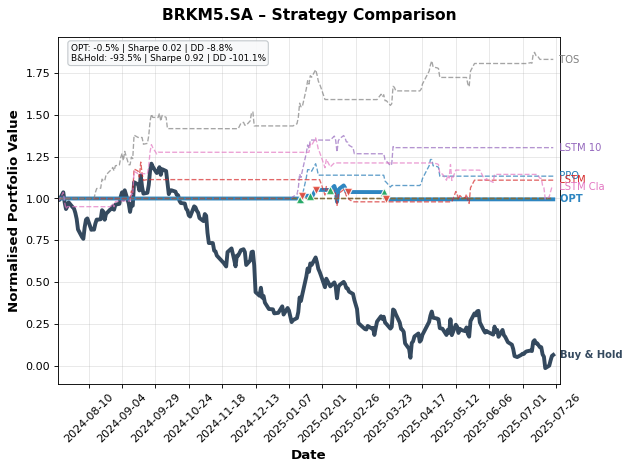 BRKM5.SA – Strategy Comparison
OPT: -0.5% | Sharpe 0.02 | DD -8.8%
B&Hold: -93.5% | Sharpe 0.92 | DD -101.1%
Normalised Portfolio Value
1.75
1.50
1.25
1.00
0.75
0.50
0.25
0.00
TOS
LSTM 10
PPO
LSTM Cla
OPT
Buy & Hold
2024-08-10
2024-09-04
2024-09-29
2024-10-24
2024-11-18
2024-12-13
2025-01-07
2025-02-01
2025-02-26
2025-03-23
2025-04-17
2025-05-12
2025-06-06
2025-07-01
2025-07-26
Date